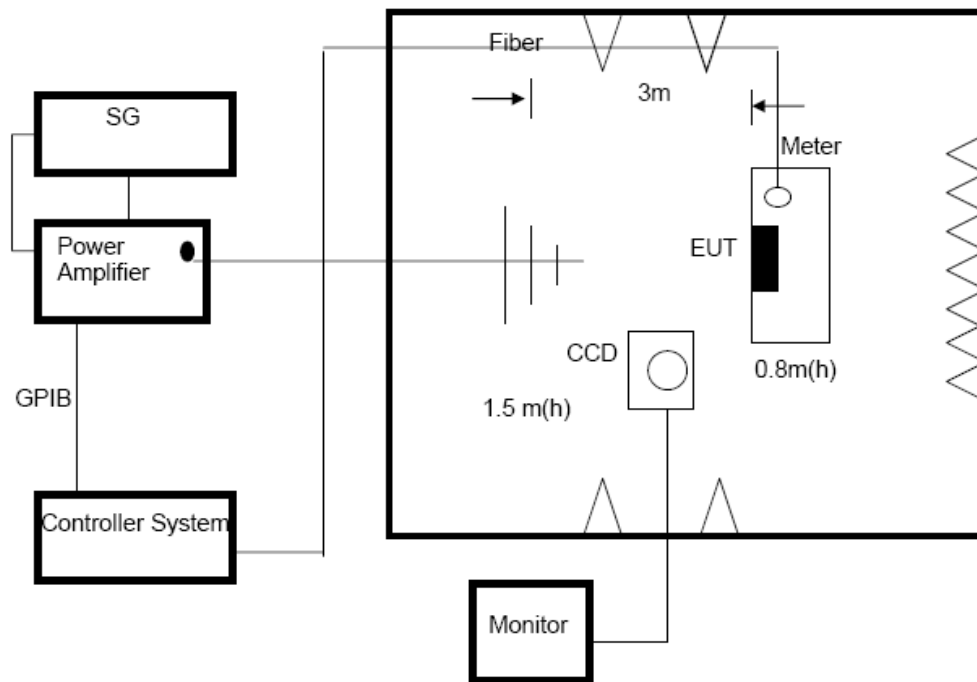 Fiber
3m
SG
Meter
Power
Amplifier
EUT
CCD
0.8m(h)
GPIB
1.5 m(h)
Controller System
Monitor